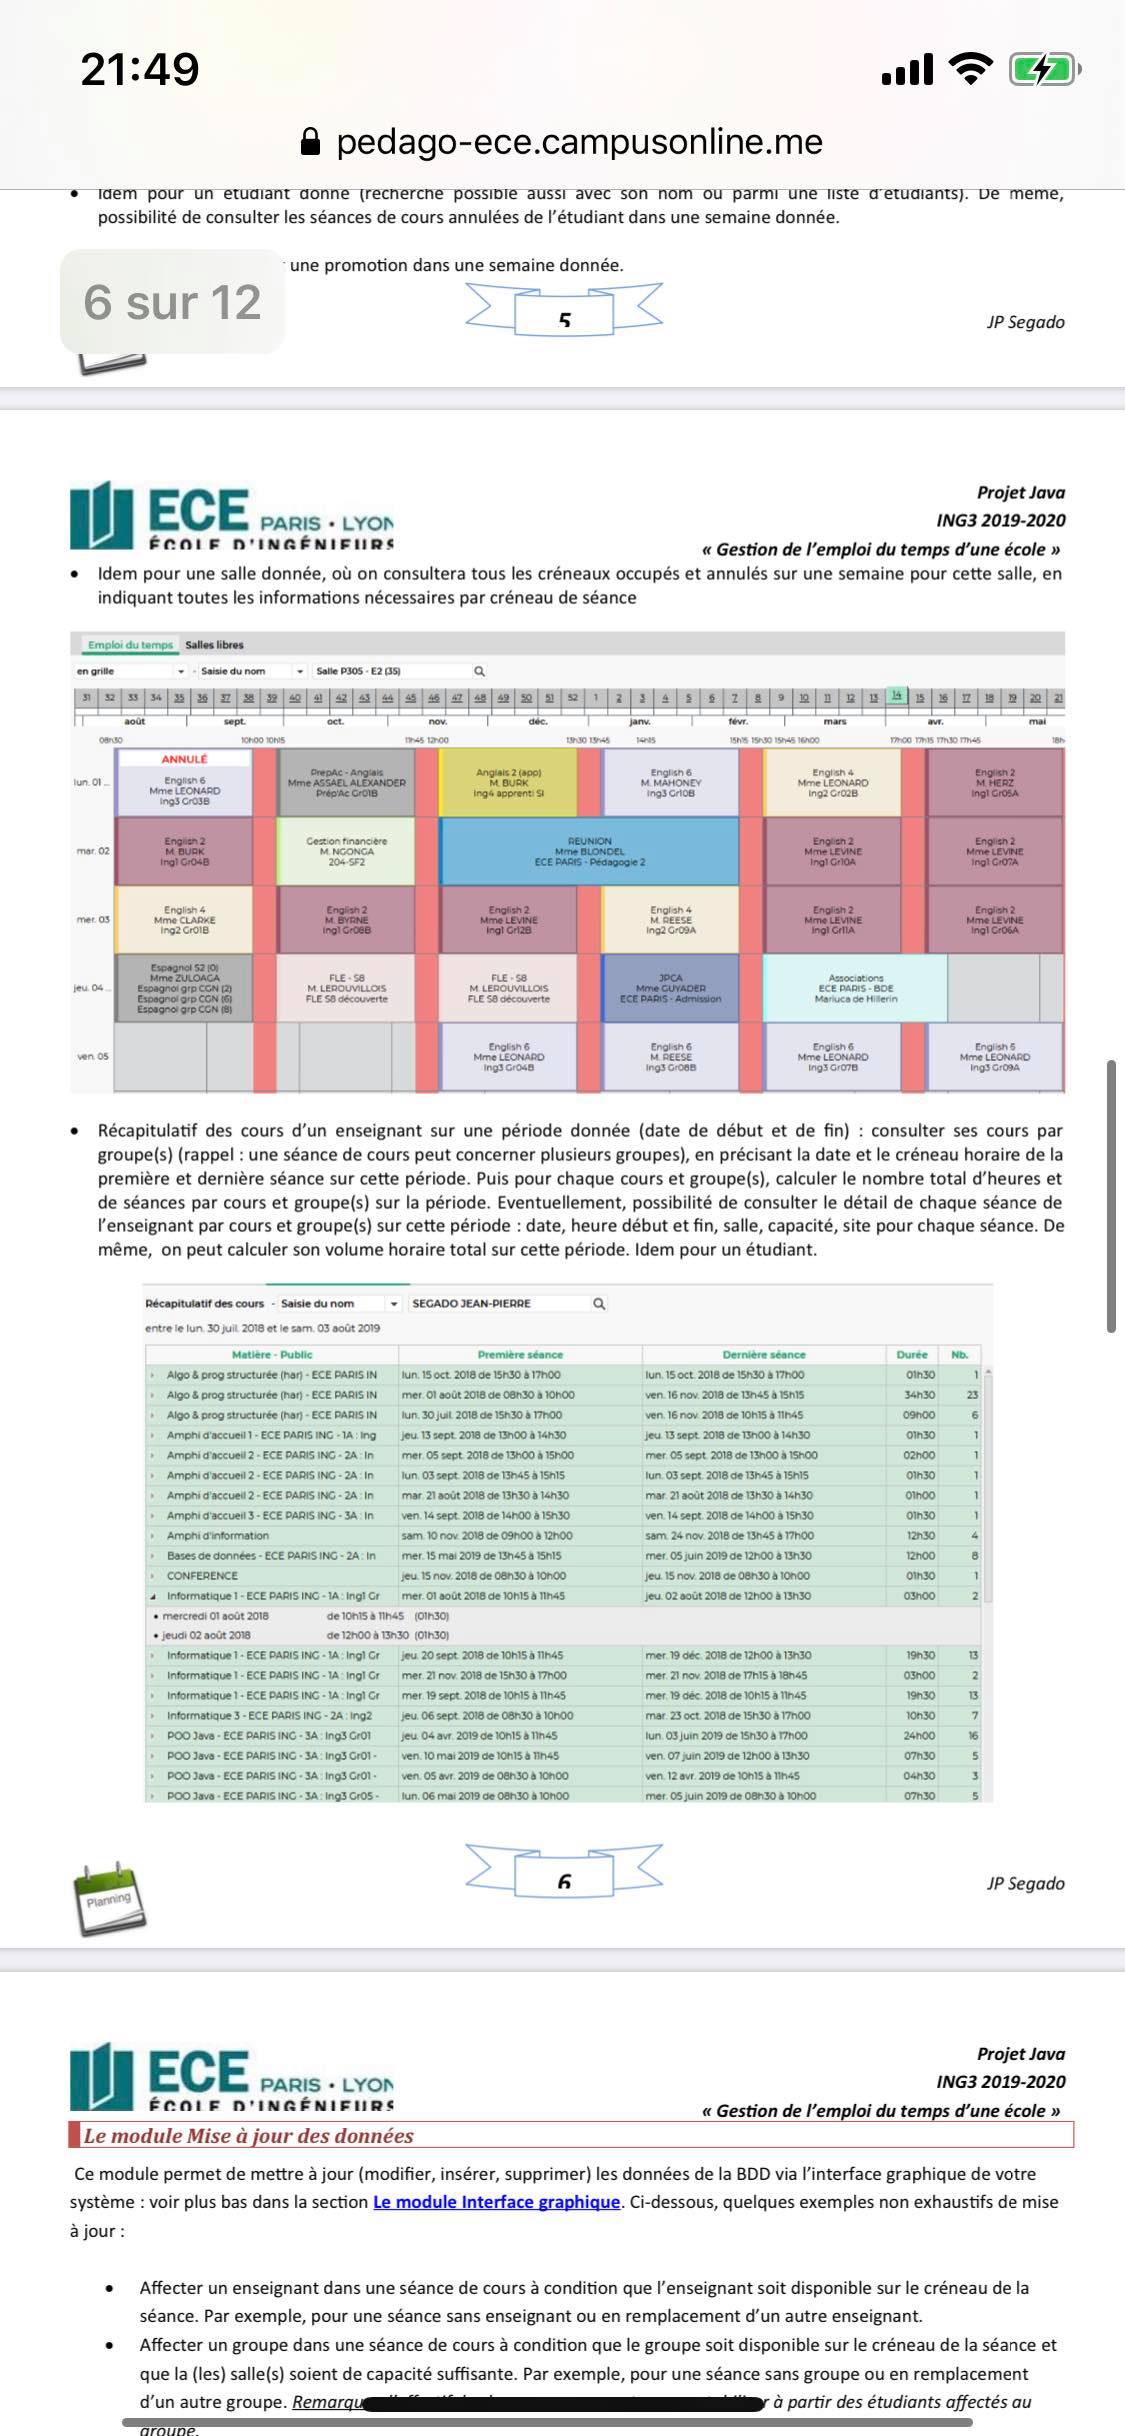 21:49
pedago-ece.campusonline.me
• Idem pour un étudiant donné (recherche possible aussi avec son nom ou parmi une liste d'étudiants). De même,
possibilité de consulter les séances de cours annulées de l'étudiant dans une semaine donnée.
une promotion dans une semaine donnée.
6 sur 12
5
JP Segado
ECE PARIS • LYON
ÉCOLE D'INGÉNIEURS
Projet Java
ING3 2019-2020
« Gestion de l'emploi du temps d'une école »
• Idem pour une salle donnée, où on consultera tous les créneaux occupés et annulés sur une semaine pour cette salle, en
indiquant toutes les informations nécessaires par créneau de séance
Emploi du temps Salles libres
en grille - Saisie du nom Salle P305 - E2 (35)
31 32 33 34 35 36 37 38 39 40 41 42 43 44 45 46 47 48 49 50 51 52 1 2 3 4 5 6 7 8 9 10 11 12 13 14 15 16 17 18 19 20 21
août sept. oct. nov. déc. janv. févr. mars avr. mai
08h30 10h00 10h15 11h45 12h00 13h30 13h45 14h15 15h15 15h30 15h45 16h00 17h00 17h15 17h30 17h45 18h
lun. 01 ...
ANNULÉ
English 6
Mme LEONARD
Ing3 Gr03B
PrepAc - Anglais
Mme ASSAEL ALEXANDER
Prép'Ac Gr01B
Anglais 2 (app)
M. BURK
Ing4 apprenti SI
English 6
M. MAHONEY
Ing3 Gr10B
English 4
Mme LEONARD
Ing2 Gr02B
English 2
M. HERZ
Ing1 Gr05A
mar. 02
English 2
M. BURK
Ing1 Gr04B
Gestion financière
M. NGONGA
204-SF2
REUNION
Mme BLONDEL
ECE PARIS - Pédagogie 2
English 2
Mme LEVINE
Ing1 Gr10A
English 2
Mme LEVINE
Ing1 Gr07A
mer. 03
English 4
Mme CLARKE
Ing2 Gr01B
English 2
M. BYRNE
Ing1 Gr08B
English 2
Mme LEVINE
Ing1 Gr12B
English 4
M. REESE
Ing2 Gr09A
English 2
Mme LEVINE
Ing1 Gr11A
English 2
Mme LEVINE
Ing1 Gr06A
jeu. 04 ...
Espagnol S2 (0)
Mme ZULOAGA
Espagnol grp CGN (2)
Espagnol grp CGN (6)
Espagnol grp CGN (8)
FLE - S8
M. LEROUVILLOIS
FLE S8 découverte
FLE - S8
M. LEROUVILLOIS
FLE S8 découverte
JPCA
Mme GUYADER
ECE PARIS - Admission
Associations
ECE PARIS - BDE
Mariuca de Hillerin
ven. 05
English 6
Mme LEONARD
Ing3 Gr04B
English 6
M. REESE
Ing3 Gr08B
English 6
Mme LEONARD
Ing3 Gr07B
English 6
Mme LEONARD
Ing3 Gr09A
• Récapitulatif des cours d'un enseignant sur une période donnée (date de début et de fin) : consulter ses cours par
groupe(s) (rappel : une séance de cours peut concerner plusieurs groupes), en précisant la date et le créneau horaire de la
première et dernière séance sur cette période. Puis pour chaque cours et groupe(s), calculer le nombre total d'heures et
de séances par cours et groupe(s) sur la période. Eventuellement, possibilité de consulter le détail de chaque séance de
l'enseignant par cours et groupe(s) sur cette période : date, heure début et fin, salle, capacité, site pour chaque séance. De
même, on peut calculer son volume horaire total sur cette période. Idem pour un étudiant.
Récapitulatif des cours - Saisie du nom SEGADO JEAN-PIERRE
entre le lun. 30 juil. 2018 et le sam. 03 août 2019
Matière - Public Première séance Dernière séance Durée Nb.
Algo & prog structurée (har) - ECE PARIS IN lun. 15 oct. 2018 de 15h30 à 17h00 lun. 15 oct. 2018 de 15h30 à 17h00 01h30 1
Algo & prog structurée (har) - ECE PARIS IN mer. 01 août 2018 de 08h30 à 10h00 ven. 16 nov. 2018 de 13h45 à 15h15 34h30 23
Algo & prog structurée (har) - ECE PARIS IN lun. 30 juil. 2018 de 15h30 à 17h00 ven. 16 nov. 2018 de 10h15 à 11h45 09h00 6
Amphi d'accueil 1 - ECE PARIS ING - 1A : Ing jeu. 13 sept. 2018 de 13h00 à 14h30 jeu. 13 sept. 2018 de 13h00 à 14h30 01h30 1
Amphi d'accueil 2 - ECE PARIS ING - 2A : In mer. 05 sept. 2018 de 13h00 à 15h00 mer. 05 sept. 2018 de 13h00 à 15h00 02h00 1
Amphi d'accueil 2 - ECE PARIS ING - 2A : In lun. 03 sept. 2018 de 13h45 à 15h15 lun. 03 sept. 2018 de 13h45 à 15h15 01h30 1
Amphi d'accueil 2 - ECE PARIS ING - 2A : In mar. 21 août 2018 de 13h30 à 14h30 mar. 21 août 2018 de 13h30 à 14h30 01h00 1
Amphi d'accueil 3 - ECE PARIS ING - 3A : In ven. 14 sept. 2018 de 14h00 à 15h30 ven. 14 sept. 2018 de 14h00 à 15h30 01h30 1
Amphi d'information sam. 10 nov. 2018 de 09h00 à 12h00 sam. 24 nov. 2018 de 13h45 à 17h00 12h30 4
Bases de données - ECE PARIS ING - 2A : In mer. 15 mai 2019 de 13h45 à 15h15 mer. 05 juin 2019 de 12h00 à 13h30 12h00 8
CONFERENCE jeu. 15 nov. 2018 de 08h30 à 10h00 jeu. 15 nov. 2018 de 08h30 à 10h00 01h30 1
Informatique 1 - ECE PARIS ING - 1A : Ing1 Gr mer. 01 août 2018 de 10h15 à 11h45 jeu. 02 août 2018 de 12h00 à 13h30 03h00 2
• mercredi 01 août 2018 de 10h15 à 11h45 (01h30)
• jeudi 02 août 2018 de 12h00 à 13h30 (01h30)
Informatique 1 - ECE PARIS ING - 1A : Ing1 Gr jeu. 20 sept. 2018 de 10h15 à 11h45 mer. 19 déc. 2018 de 12h00 à 13h30 19h30 13
Informatique 1 - ECE PARIS ING - 1A : Ing1 Gr mer. 21 nov. 2018 de 15h30 à 17h00 mer. 21 nov. 2018 de 17h15 à 18h45 03h00 2
Informatique 1 - ECE PARIS ING - 1A : Ing1 Gr mer. 19 sept. 2018 de 10h15 à 11h45 mer. 19 déc. 2018 de 10h15 à 11h45 19h30 13
Informatique 3 - ECE PARIS ING - 2A : Ing2 jeu. 06 sept. 2018 de 08h30 à 10h00 mar. 23 oct. 2018 de 15h30 à 17h00 10h30 7
POO Java - ECE PARIS ING - 3A : Ing3 Gr01 jeu. 04 avr. 2019 de 10h15 à 11h45 lun. 03 juin 2019 de 15h30 à 17h00 24h00 16
POO Java - ECE PARIS ING - 3A : Ing3 Gr01 - ven. 10 mai 2019 de 10h15 à 11h45 ven. 07 juin 2019 de 12h00 à 13h30 07h30 5
POO Java - ECE PARIS ING - 3A : Ing3 Gr01 - ven. 05 avr. 2019 de 08h30 à 10h00 ven. 12 avr. 2019 de 10h15 à 11h45 04h30 3
POO Java - ECE PARIS ING - 3A : Ing3 Gr05 - lun. 06 mai 2019 de 08h30 à 10h00 mer. 05 juin 2019 de 08h30 à 10h00 07h30 5
Planning
6
JP Segado
ECE PARIS • LYON
ÉCOLE D'INGÉNIEURS
Projet Java
ING3 2019-2020
« Gestion de l'emploi du temps d'une école »
Le module Mise à jour des données
Ce module permet de mettre à jour (modifier, insérer, supprimer) les données de la BDD via l'interface graphique de votre
système : voir plus bas dans la section Le module Interface graphique. Ci-dessous, quelques exemples non exhaustifs de mise
à jour :
• Affecter un enseignant dans une séance de cours à condition que l'enseignant soit disponible sur le créneau de la
séance. Par exemple, pour une séance sans enseignant ou en remplacement d'un autre enseignant.
• Affecter un groupe dans une séance de cours à condition que le groupe soit disponible sur le créneau de la séance et
que la (les) salle(s) soient de capacité suffisante. Par exemple, pour une séance sans groupe ou en remplacement
d'un autre groupe. Remarqu r à partir des étudiants affectés au
groupe.